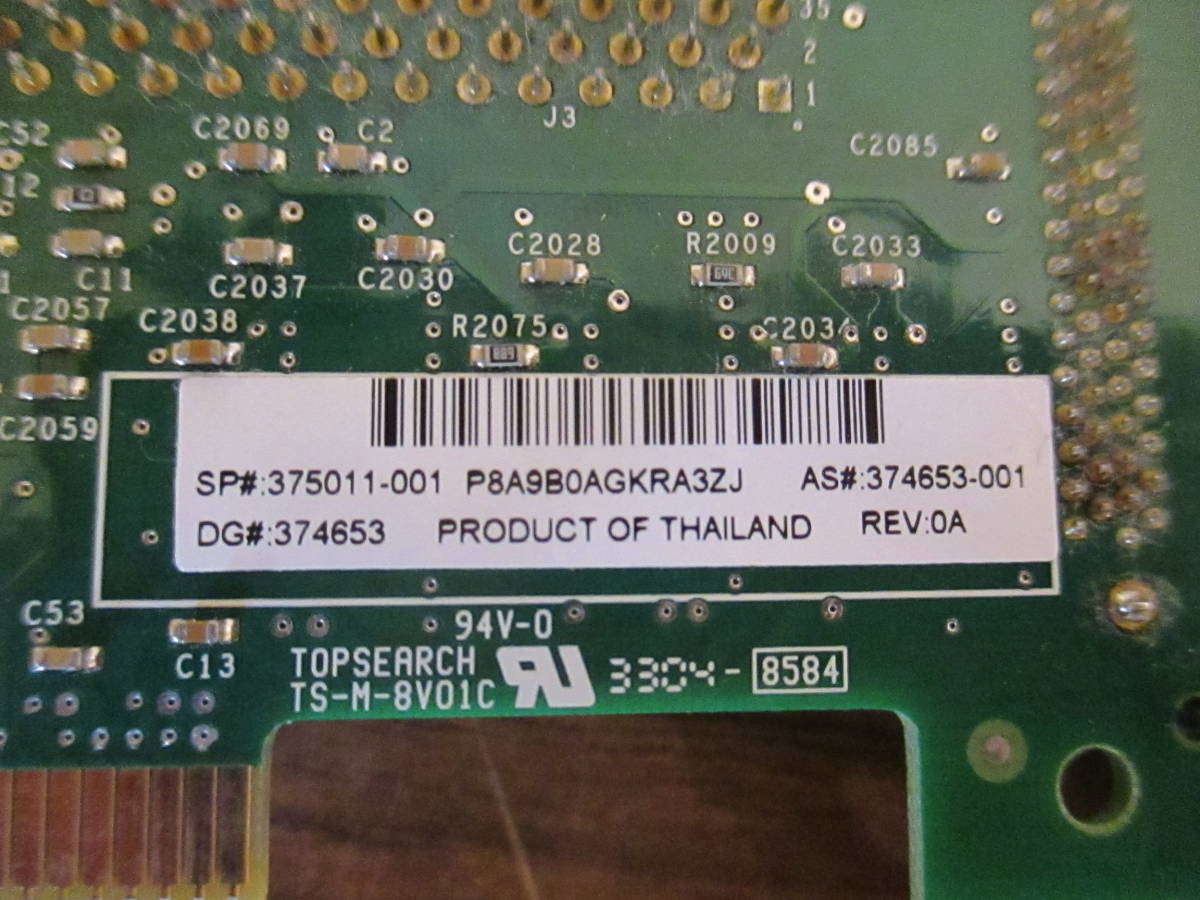 35
2
1
J3
C52
C2069
C2
C2085
12
C11
C2037
C2030
C2028
R2009
C2033
69C
C2057
C2038
R2075
C2034
C2059
SP#:375011-001 P8A9B0AGKRA3ZJ AS#:374653-001
DG#:374653 PRODUCT OF THAILAND REV:0A
C53
C13
94V-0
TOPSEARCH
TS-M-8V01C
3304-8584